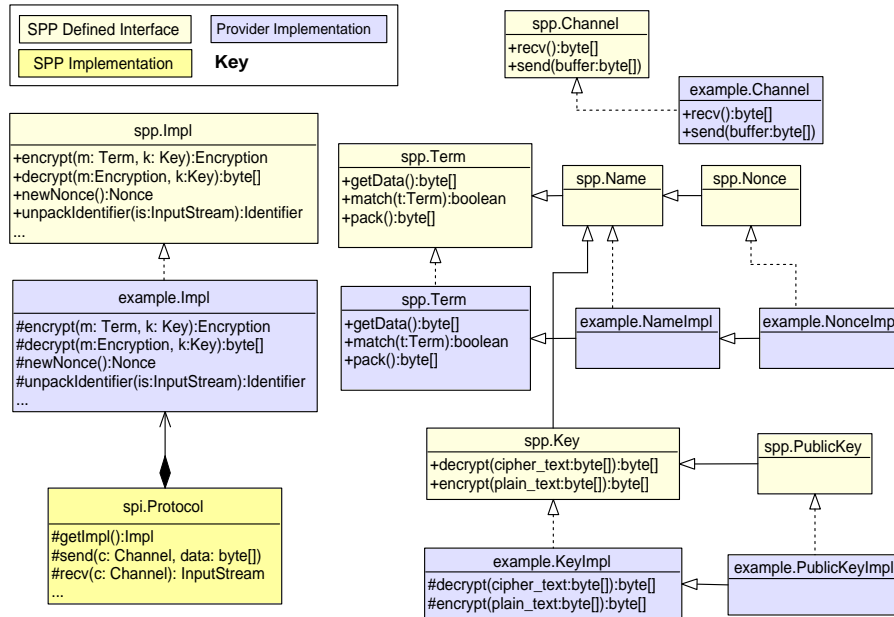 SPP Defined Interface
Provider Implementation
SPP Implementation
Key
spp.Channel
+recv():byte[]
+send(buffer:byte[])
example.Channel
+recv():byte[]
+send(buffer:byte[])
spp.Impl
+encrypt(m: Term, k: Key):Encryption
+decrypt(m:Encryption, k:Key):byte[]
+newNonce():Nonce
+unpackIdentifier(is:InputStream):Identifier
...
spp.Term
+getData():byte[]
+match(t:Term):boolean
+pack():byte[]
spp.Name
spp.Nonce
example.Impl
#encrypt(m: Term, k: Key):Encryption
#decrypt(m:Encryption, k:Key):byte[]
#newNonce():Nonce
#unpackIdentifier(is:InputStream):Identifier
...
spp.Term
+getData():byte[]
+match(t:Term):boolean
+pack():byte[]
example.NameImpl
example.NonceImpl
spp.Key
+decrypt(cipher_text:byte[]):byte[]
+encrypt(plain_text:byte[]):byte[]
spp.PublicKey
spi.Protocol
#getImpl():Impl
#send(c: Channel, data: byte[])
#recv(c: Channel): InputStream
...
example.KeyImpl
#decrypt(cipher_text:byte[]):byte[]
#encrypt(plain_text:byte[]):byte[]
example.PublicKeyImpl